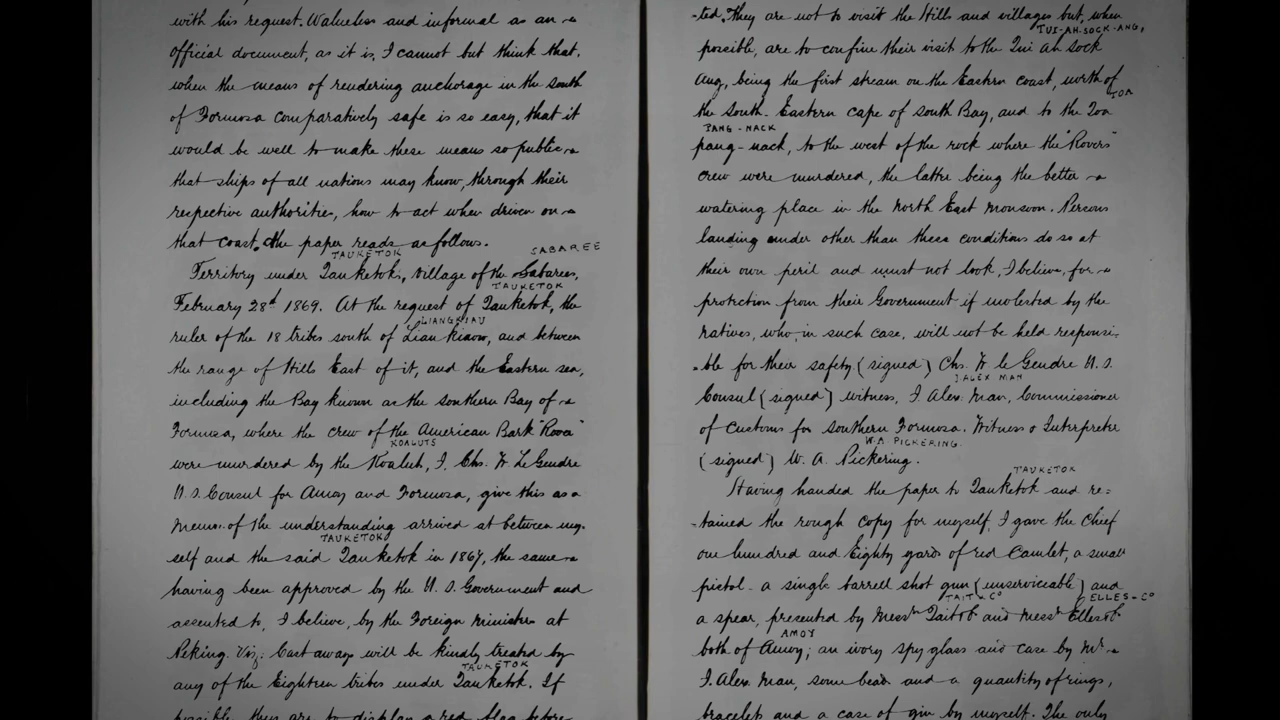 with his request. Valueless and informal as an
official document, as it is, I cannot but think that,
when the means of rendering anchorage in the south
of Formosa comparatively safe is so easy, that it
would be well to make these means so public
that ships of all nations may know, through their
respective authorities, how to act when driven on
that coast, the paper reads as follows.
TAUKETOK SABAREE
Territory under Tauketok, village of the Sabarees,
TAUKETOK
February 28th 1869. At the request of Tauketok, the
LIANGKIAU
ruler of the 18 tribes south of Liankiaw, and between
the range of Hills East of it, and the Eastern sea,
including the Bay known as the southern Bay of
Formosa, where the crew of the American Bark "Rova"
KOALUTS
were murdered by the Koalut, I, Chs. W. LeGendre
U.S. Consul for Amoy and Formosa, give this as a
Memo. of the understanding arrived at between my-
TAUKETOK
self and the said Tauketok in 1867, the same
having been approved by the U.S. Government and
assented to, I believe, by the Foreign ministers at
Peking. Viz: Castaways will be kindly treated by
TAUKETOK
any of the Eighteen tribes under Tauketok. If
possible they are to display a red flag before
-ted. They are not to visit the Hills and villages but, when
TUI-AH-SOCK-ANG,
possible, are to confine their visit to the Tui ah Sock
Ang, being the first stream on the Eastern coast, north of
TOA
the South-Eastern cape of South Bay, and to the Toa
PANG-NACK
pang-nack, to the west of the rock where the "Rovers"
crew were murdered, the latter being the better
watering place in the North East Monsoon. Persons
landing under other than these conditions do so at
their own peril and must not look, I believe, for
protection from their Government if molested by the
natives, who, in such case, will not be held responsi-
-ble for their safety (signed) Chs. W le Gendre U.S.
J.ALEX MAN
Consul (signed) witness, J Alex. Man, Commissioner
of Customs for Southern Formosa. Witness & Interpreter
W.A. PICKERING.
(signed) W. A. Pickering.
TAUKETOK
Having handed the paper to Tauketok and re-
-tained the rough copy for myself, I gave the Chief
one hundred and Eighty yards of red Camlet, a small
pistol - a single barrell shot gun (unserviceable) and
TAIT & Co ELLES & Co
a spear, presented by Messrs Tait & Co and Messrs Elles & Co
AMOY
both of Amoy; an ivory spy glass and case by Mr.
J. Alex. Man, some beads and a quantity of rings,
bracelets and a case of gin by myself. The only